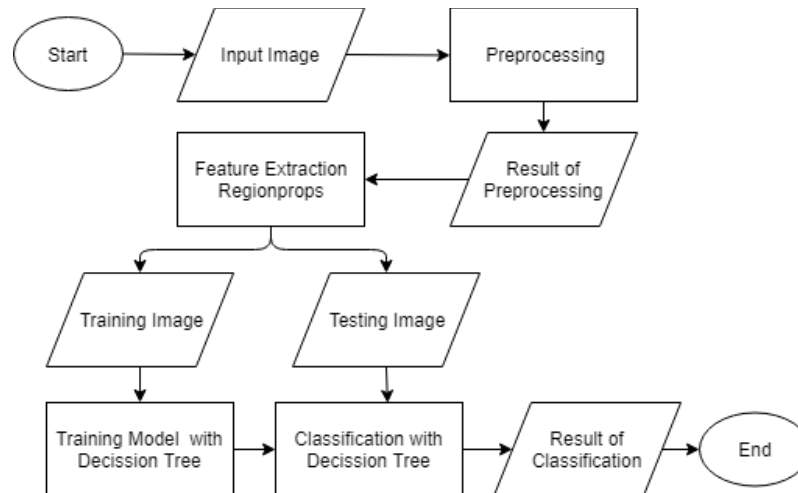 Start
Input Image
Preprocessing
Feature Extraction
Regionprops
Result of
Preprocessing
Training Image
Testing Image
Training Model with
Decission Tree
Classification with
Decission Tree
Result of
Classification
End